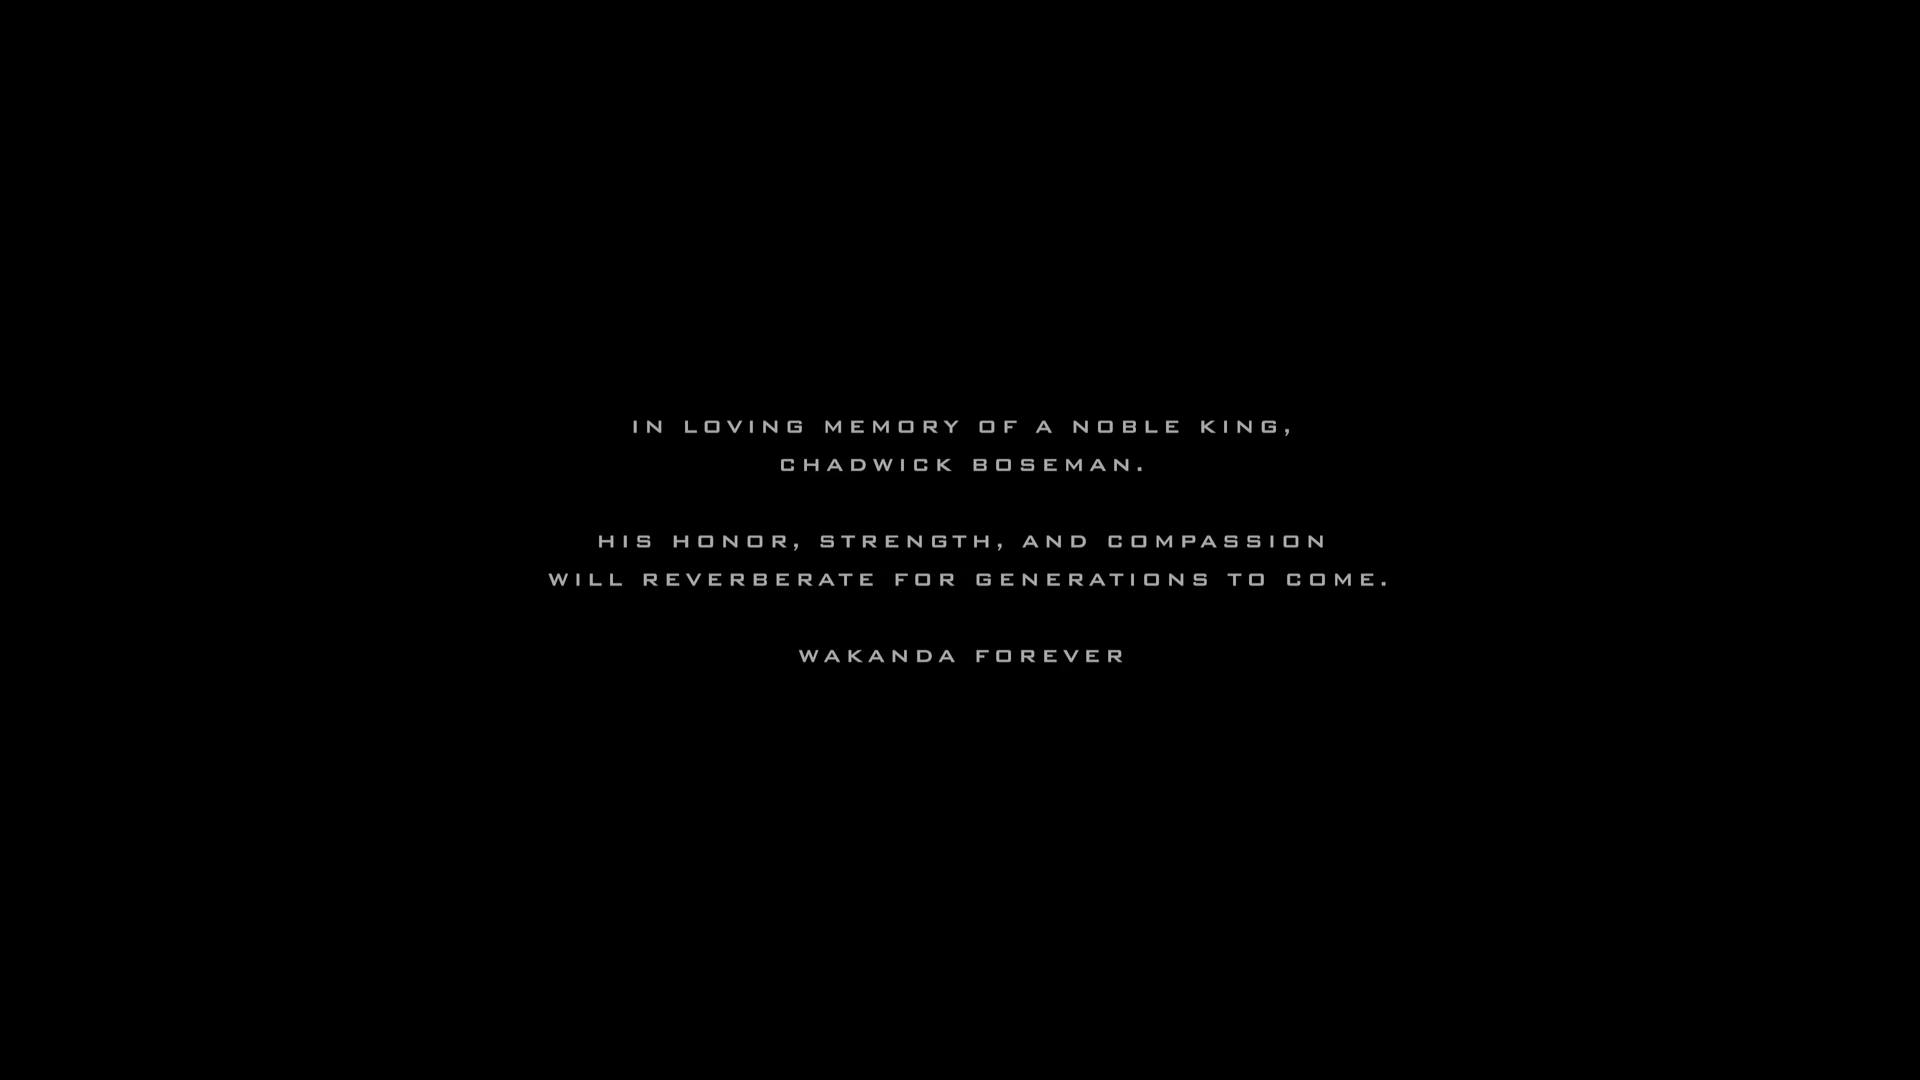 IN LOVING MEMORY OF A NOBLE KING,
CHADWICK BOSEMAN.
HIS HONOR, STRENGTH, AND COMPASSION
WILL REVERBERATE FOR GENERATIONS TO COME.
WAKANDA FOREVER